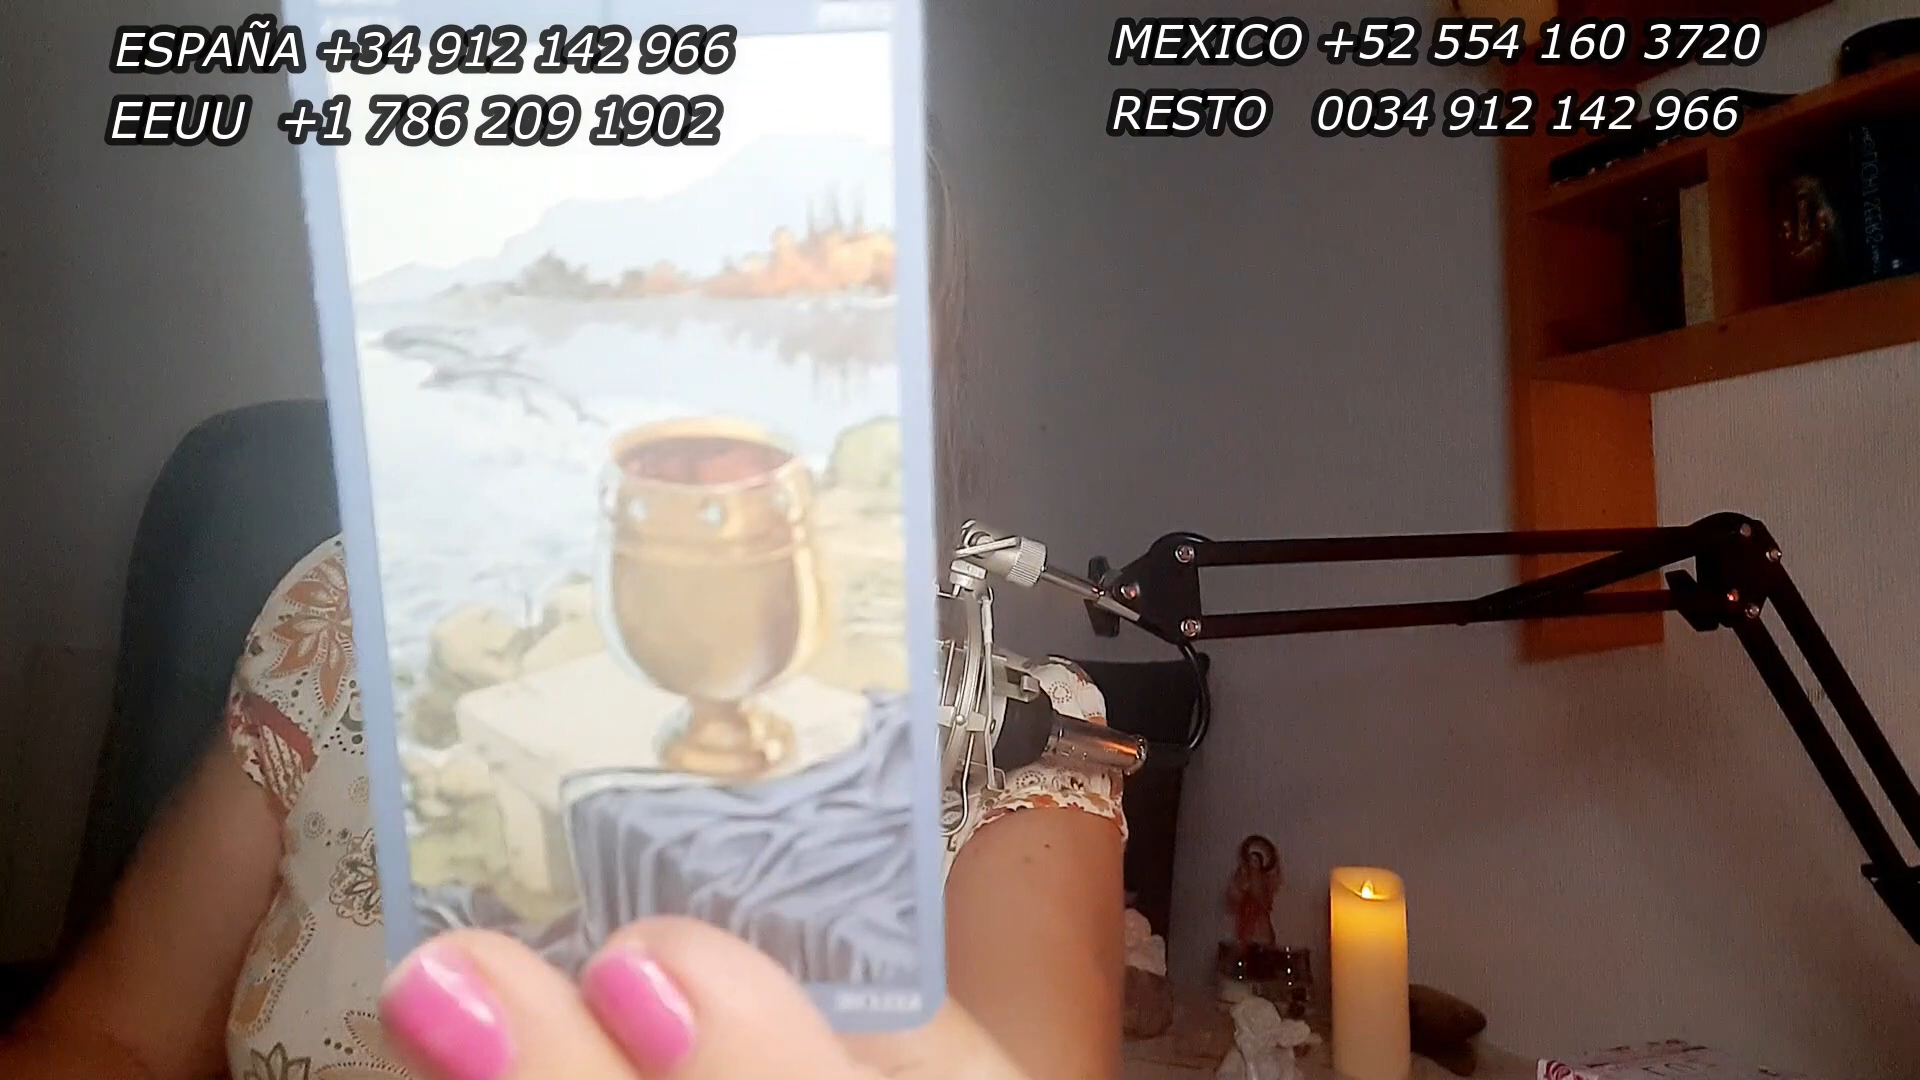 ESPAÑA +34 912 142 966
EEUU +1 786 209 1902
MEXICO +52 554 160 3720
RESTO 0034 912 142 966